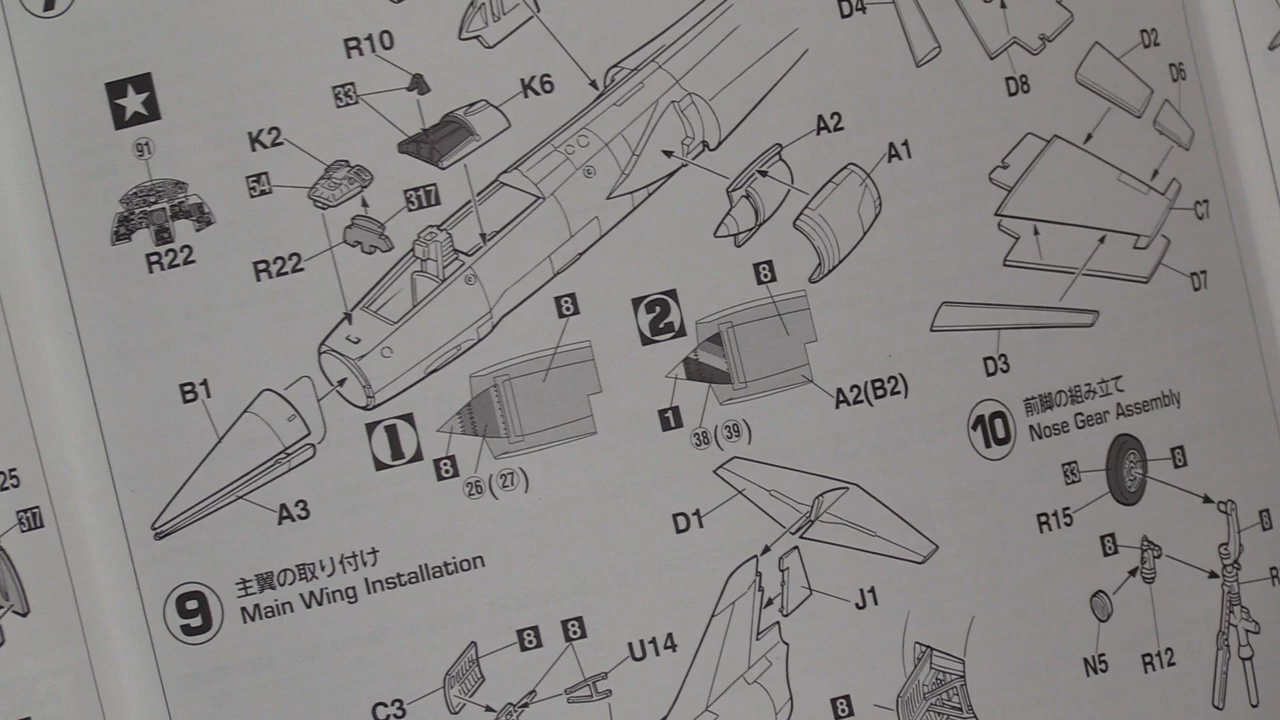 7
D4
R10
D2
D6
33
K6
D8
91
K2
A2
A1
54
317
C7
R22
R22
D7
8
2
8
D3
B1
A2(B2)
1
1
8
38 (39)
26 (27)
A3
10
前脚の組み立て
Nose Gear Assembly
33
8
R15
D1
25
317
8
8
9
主翼の取り付け
Main Wing Installation
J1
8
8
U14
N5
R12
C3
8